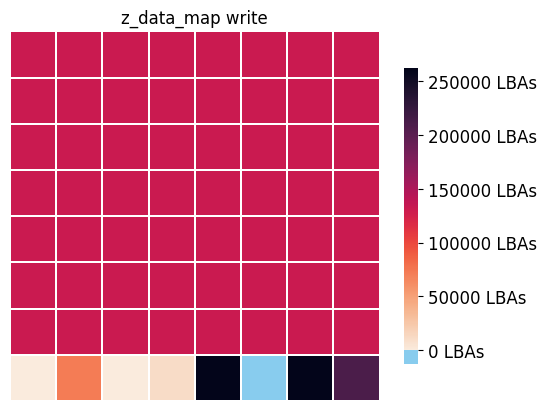 z_data_map write
250000 LBAs
200000 LBAs
150000 LBAs
100000 LBAs
50000 LBAs
0 LBAs